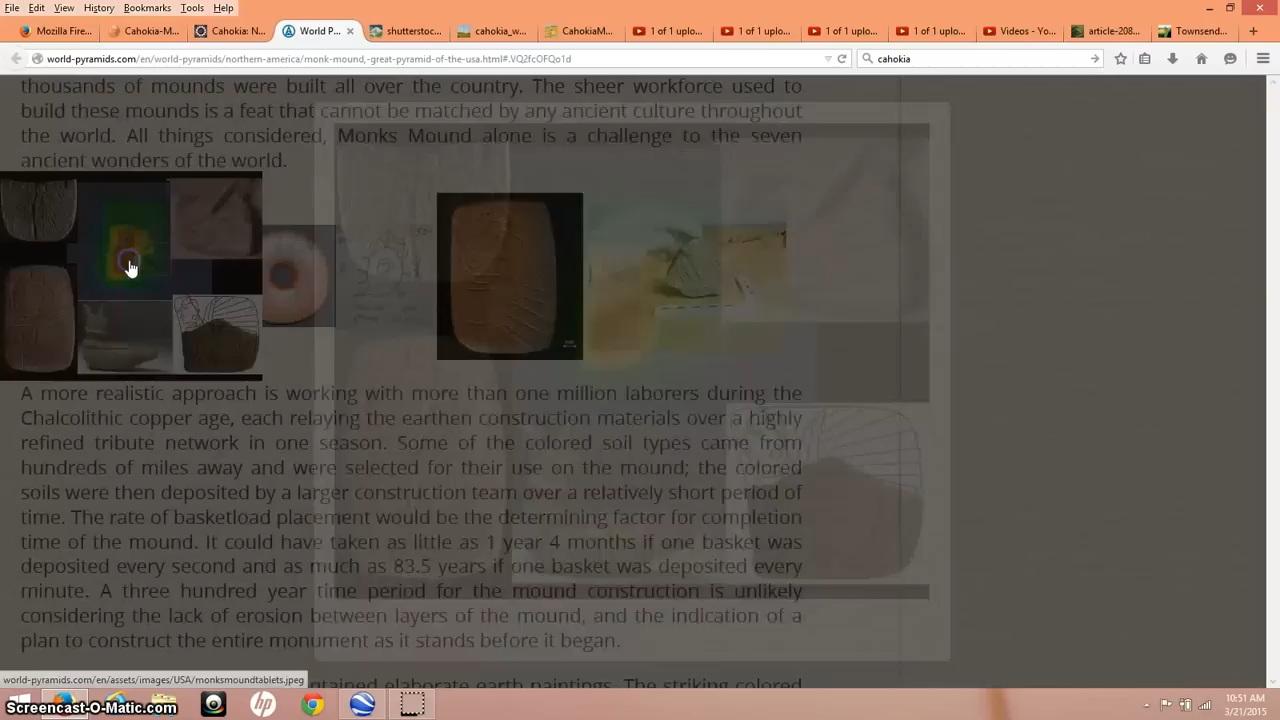 File Edit View History Bookmarks Tools Help
Mozilla Fire... Cahokia-M... Cahokia: N... World P... shutterstoc... cahokia_w... CahokiaM... 1 of 1 uplo... 1 of 1 uplo... 1 of 1 uplo... 1 of 1 uplo... Videos - Yo... article-208... Townsend...
world-pyramids.com/en/world-pyramids/northern-america/monk-mound,-great-pyramid-of-the-usa.html#.VQ2fcOFQo1d cahokia
thousands of mounds were built all over the country. The sheer workforce used to
build these mounds is a feat that cannot be matched by any ancient culture throughout
the world. All things considered, Monks Mound alone is a challenge to the seven
ancient wonders of the world.
A more realistic approach is working with more than one million laborers during the
Chalcolithic copper age, each relaying the earthen construction materials over a highly
refined tribute network in one season. Some of the colored soil types came from
hundreds of miles away and were selected for their use on the mound; the colored
soils were then deposited by a larger construction team over a relatively short period of
time. The rate of basketload placement would be the determining factor for completion
time of the mound. It could have taken as little as 1 year 4 months if one basket was
deposited every second and as much as 83.5 years if one basket was deposited every
minute. A three hundred year time period for the mound construction is unlikely
considering the lack of erosion between layers of the mound, and the indication of a
plan to construct the entire monument as it stands before it began.
world-pyramids.com/en/assets/images/USA/monksmoundtablets.jpeg
contained elaborate earth paintings. The striking colored
Screencast-O-Matic.com
hp
10:51 AM
3/21/2015